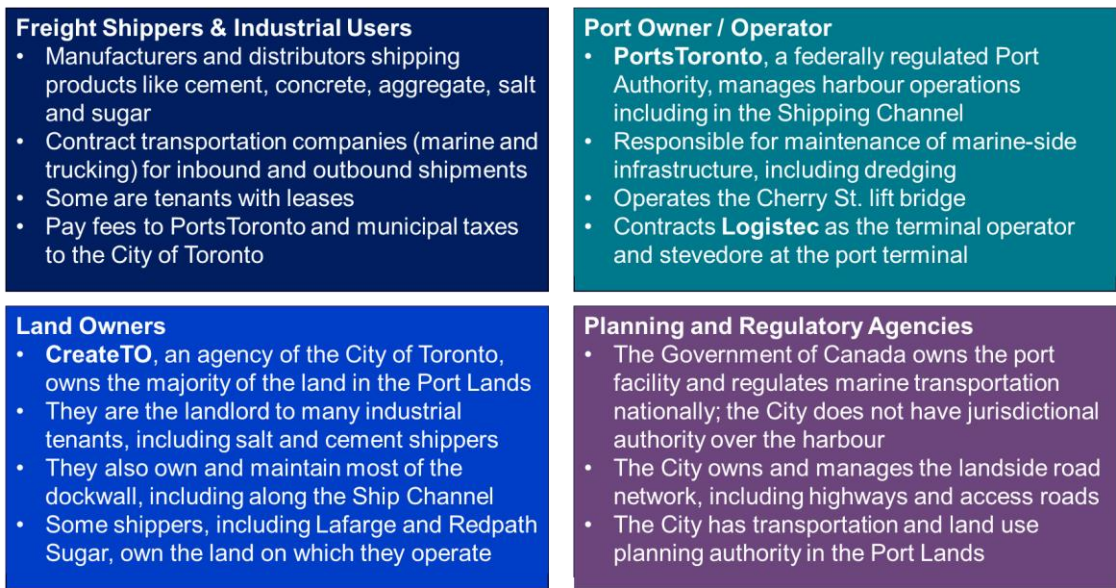 Freight Shippers & Industrial Users
• Manufacturers and distributors shipping
products like cement, concrete, aggregate, salt
and sugar
• Contract transportation companies (marine and
trucking) for inbound and outbound shipments
• Some are tenants with leases
• Pay fees to PortsToronto and municipal taxes
to the City of Toronto
Port Owner / Operator
• PortsToronto, a federally regulated Port
Authority, manages harbour operations
including in the Shipping Channel
• Responsible for maintenance of marine-side
infrastructure, including dredging
• Operates the Cherry St. lift bridge
• Contracts Logistec as the terminal operator
and stevedore at the port terminal
Land Owners
• CreateTO, an agency of the City of Toronto,
owns the majority of the land in the Port Lands
• They are the landlord to many industrial
tenants, including salt and cement shippers
• They also own and maintain most of the
dockwall, including along the Ship Channel
• Some shippers, including Lafarge and Redpath
Sugar, own the land on which they operate
Planning and Regulatory Agencies
• The Government of Canada owns the port
facility and regulates marine transportation
nationally; the City does not have jurisdictional
authority over the harbour
• The City owns and manages the landside road
network, including highways and access roads
• The City has transportation and land use
planning authority in the Port Lands